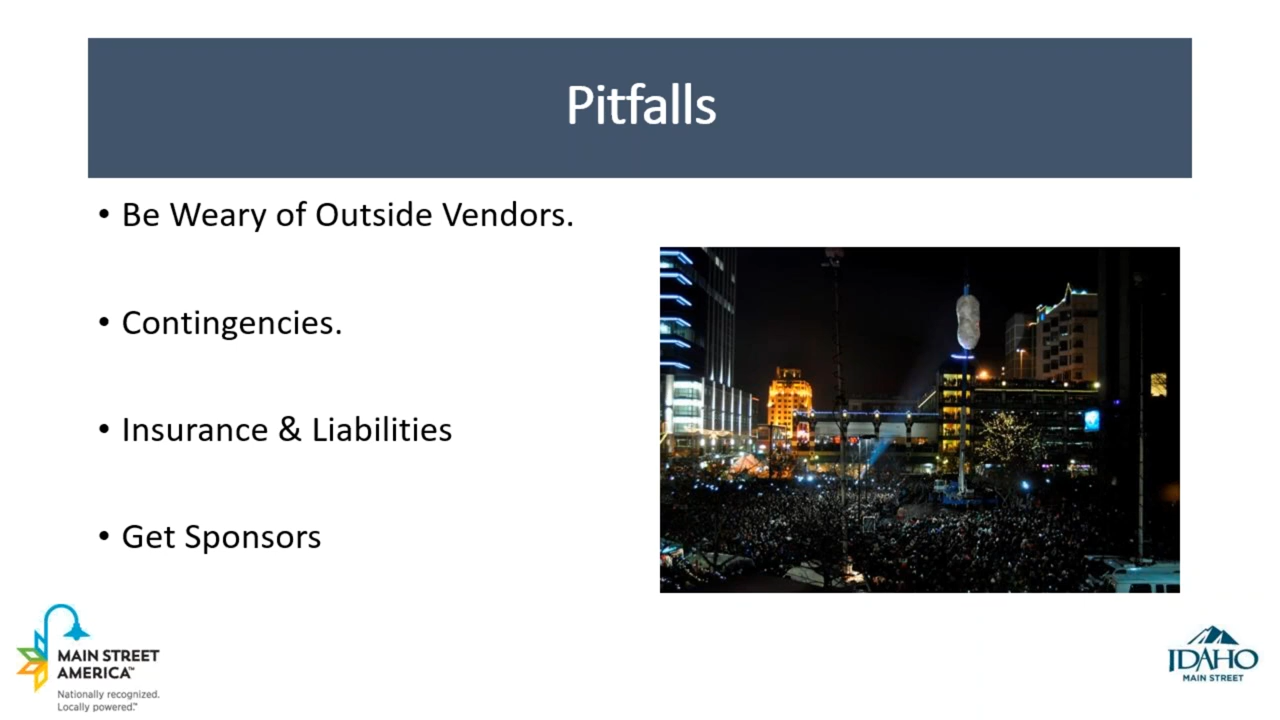 Pitfalls
• Be Weary of Outside Vendors.
• Contingencies.
• Insurance & Liabilities
• Get Sponsors
MAIN STREET
AMERICA™
Nationally recognized.
Locally powered.™
IDAHO
MAIN STREET